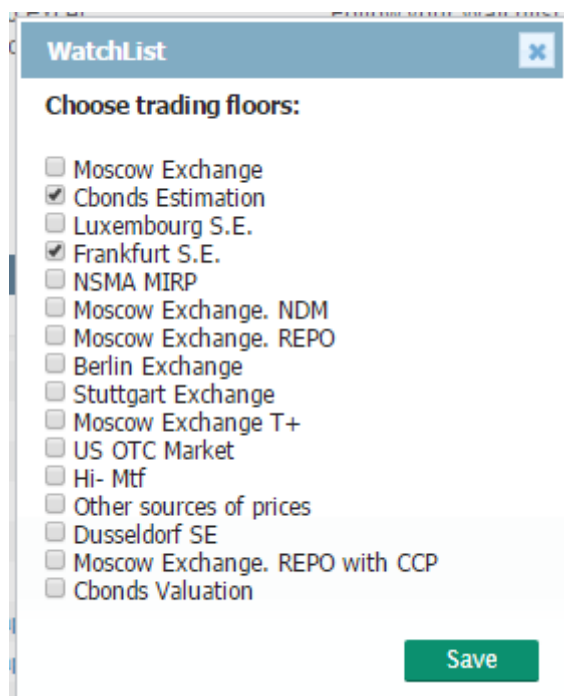 WatchList
Choose trading floors:
Moscow Exchange
Cbonds Estimation
Luxembourg S.E.
Frankfurt S.E.
NSMA MIRP
Moscow Exchange. NDM
Moscow Exchange. REPO
Berlin Exchange
Stuttgart Exchange
Moscow Exchange T+
US OTC Market
Hi- Mtf
Other sources of prices
Dusseldorf SE
Moscow Exchange. REPO with CCP
Cbonds Valuation
Save